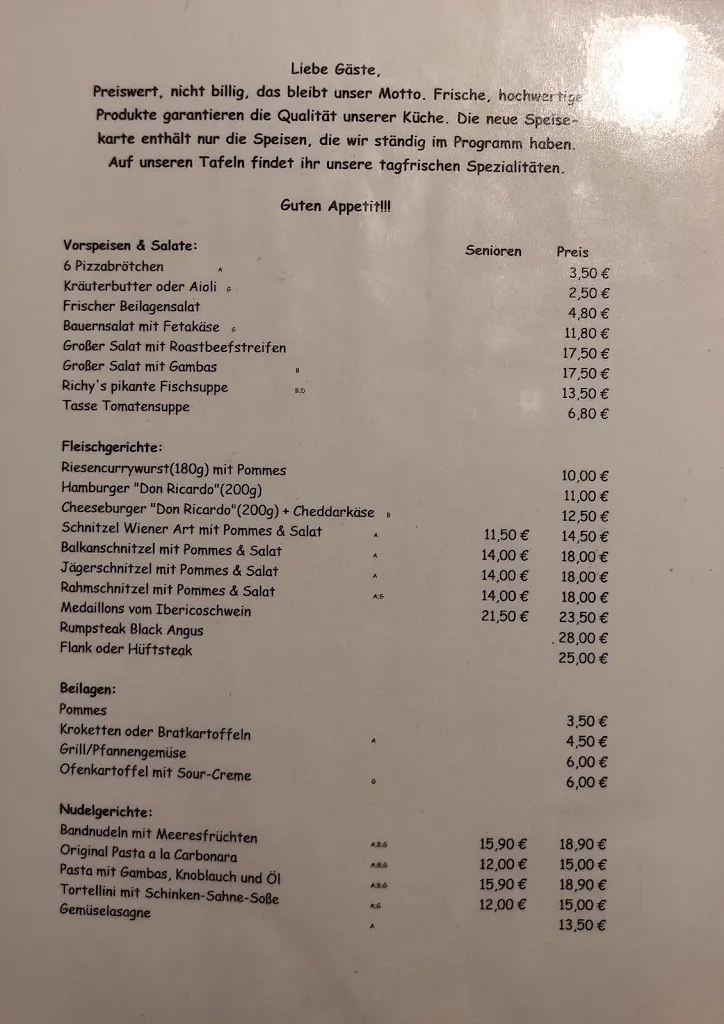 Liebe Gäste,
Preiswert, nicht billig, das bleibt unser Motto. Frische, hochwertige
Produkte garantieren die Qualität unserer Küche. Die neue Speise-
karte enthält nur die Speisen, die wir ständig im Programm haben.
Auf unseren Tafeln findet ihr unsere tagfrischen Spezialitäten.
Guten Appetit!!!
Vorspeisen & Salate: Senioren Preis
6 Pizzabrötchen A 3,50 €
Kräuterbutter oder Aioli G 2,50 €
Frischer Beilagensalat 4,80 €
Bauernsalat mit Fetakäse G 11,80 €
Großer Salat mit Roastbeefstreifen 17,50 €
Großer Salat mit Gambas B 17,50 €
Richy's pikante Fischsuppe B;D 13,50 €
Tasse Tomatensuppe 6,80 €
Fleischgerichte:
Riesencurrywurst(180g) mit Pommes 10,00 €
Hamburger "Don Ricardo"(200g) 11,00 €
Cheeseburger "Don Ricardo"(200g) + Cheddarkäse 12,50 €
Schnitzel Wiener Art mit Pommes & Salat A 11,50 € 14,50 €
Balkanschnitzel mit Pommes & Salat A 14,00 € 18,00 €
Jägerschnitzel mit Pommes & Salat A 14,00 € 18,00 €
Rahmschnitzel mit Pommes & Salat A;G 14,00 € 18,00 €
Medaillons vom Ibericoschwein 21,50 € 23,50 €
Rumpsteak Black Angus 28,00 €
Flank oder Hüftsteak 25,00 €
Beilagen:
Pommes 3,50 €
Kroketten oder Bratkartoffeln A 4,50 €
Grill/Pfannengemüse 6,00 €
Ofenkartoffel mit Sour-Creme G 6,00 €
Nudelgerichte:
Bandnudeln mit Meeresfrüchten A;B;G 15,90 € 18,90 €
Original Pasta a la Carbonara A;B;G 12,00 € 15,00 €
Pasta mit Gambas, Knoblauch und Öl A;B;G 15,90 € 18,90 €
Tortellini mit Schinken-Sahne-Soße A;G 12,00 € 15,00 €
Gemüselasagne A 13,50 €